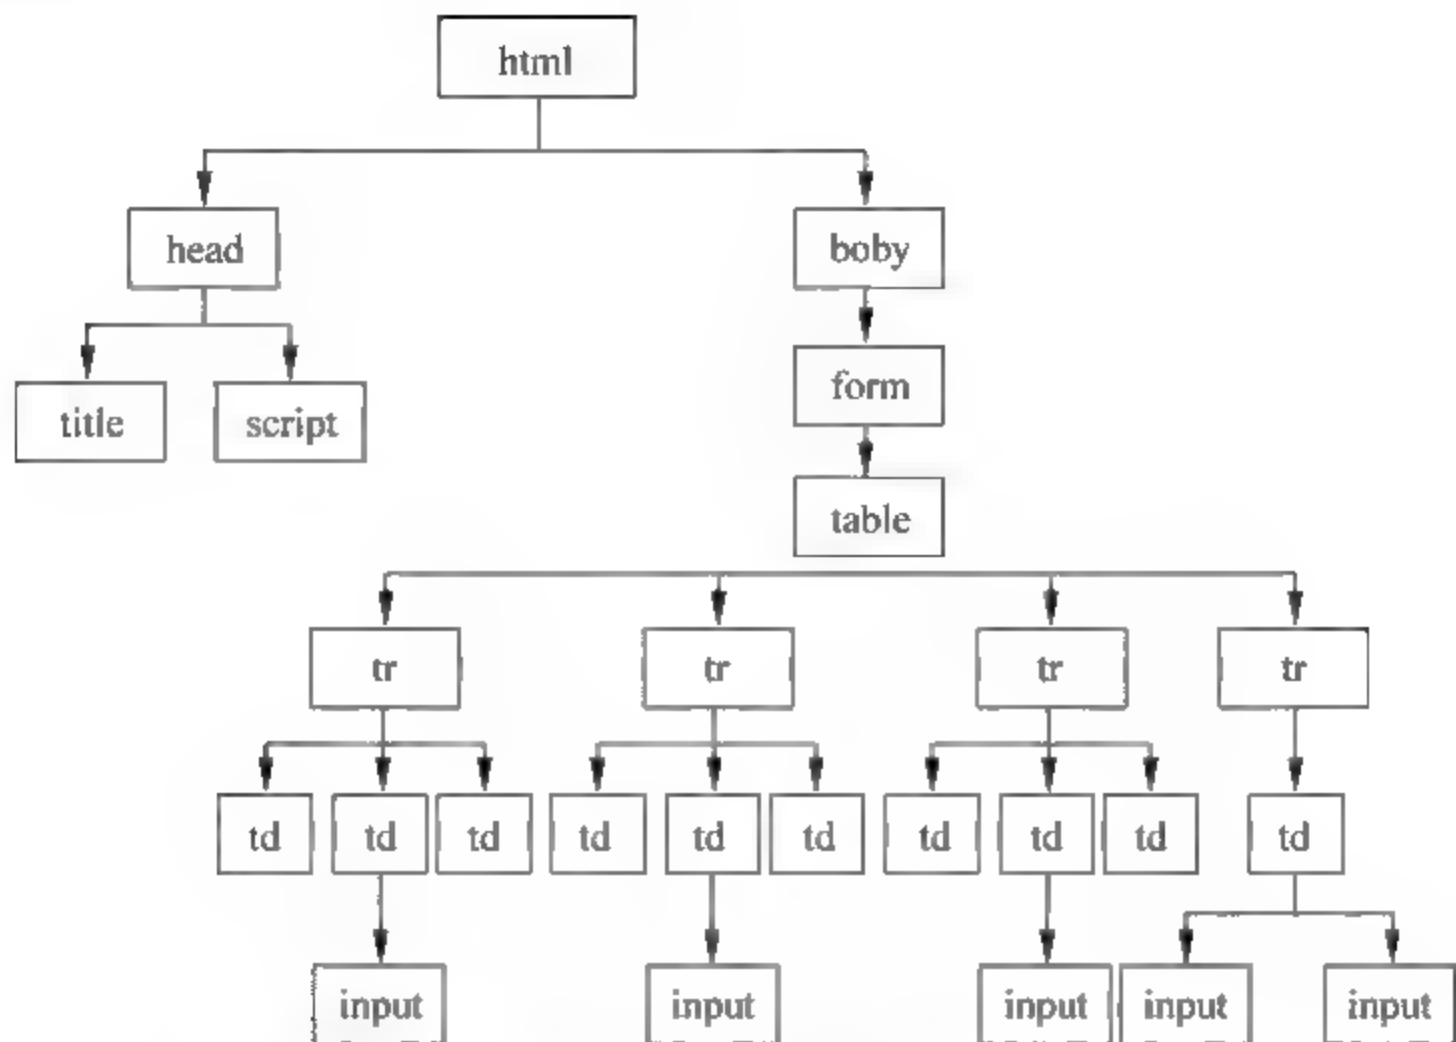 html
head
boby
title
script
form
table
tr
tr
tr
tr
td
td
td
td
td
td
td
td
td
td
input
input
input
input
input